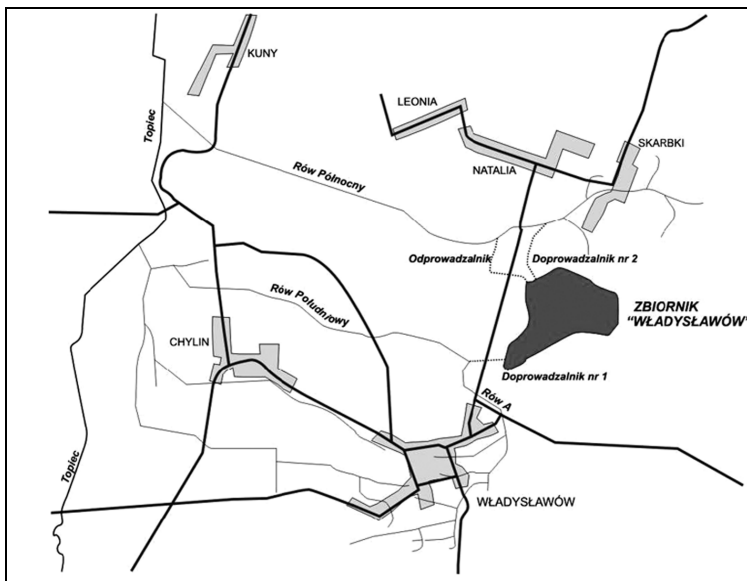 KUNY
LEONIA
Topiec
SKARBKI
NATALIA
Rów Północny
Odprowadzalnik
Doprowadzalnik nr 2
ZBIORNIK
"WŁADYSŁAWÓW"
Rów Południowy
CHYLIN
Doprowadzalnik nr 1
Rów A
Topiec
WŁADYSŁAWÓW